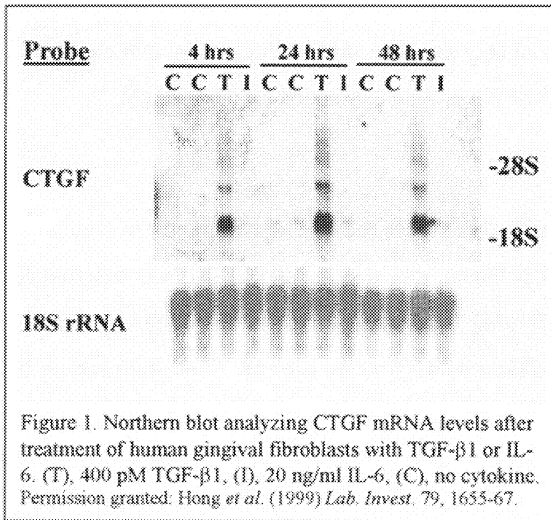 Probe
4 hrs 24 hrs 48 hrs
C C T I C C T I C C T I
CTGF
-28S
-18S
18S rRNA
Figure 1. Northern blot analyzing CTGF mRNA levels after
treatment of human gingival fibroblasts with TGF-β1 or IL-
6. (T), 400 pM TGF-β1, (I), 20 ng/ml IL-6, (C), no cytokine.
Permission granted: Hong et al. (1999) Lab. Invest. 79, 1655-67.